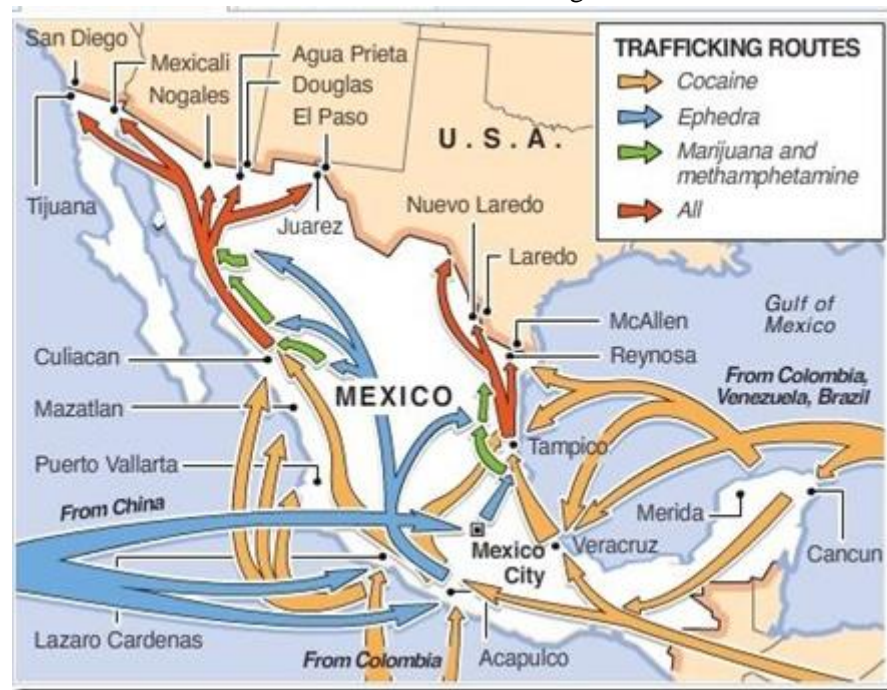 San Diego
Mexicali
Nogales
Agua Prieta
Douglas
El Paso
TRAFFICKING ROUTES
Cocaine
Ephedra
Marijuana and
methamphetamine
All
U.S.A.
Tijuana
Juarez
Nuevo Laredo
Laredo
Gulf of
Mexico
McAllen
Reynosa
From Colombia,
Venezuela, Brazil
Culiacan
MEXICO
Mazatlan
Tampico
Puerto Vallarta
From China
Merida
Mexico
City
Veracruz
Cancun
Lazaro Cardenas
From Colombia
Acapulco